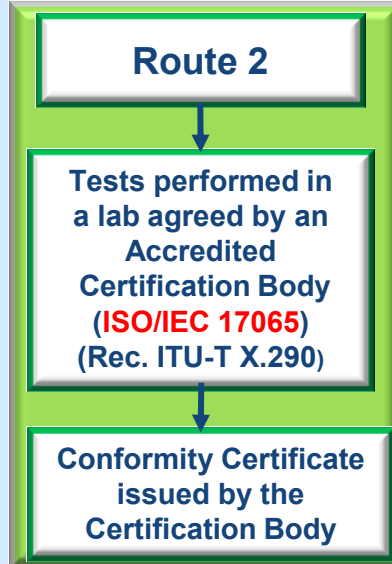 Route 2
Tests performed in
a lab agreed by an
Accredited
Certification Body
(ISO/IEC 17065)
(Rec. ITU-T X.290)
Conformity Certificate
issued by the
Certification Body